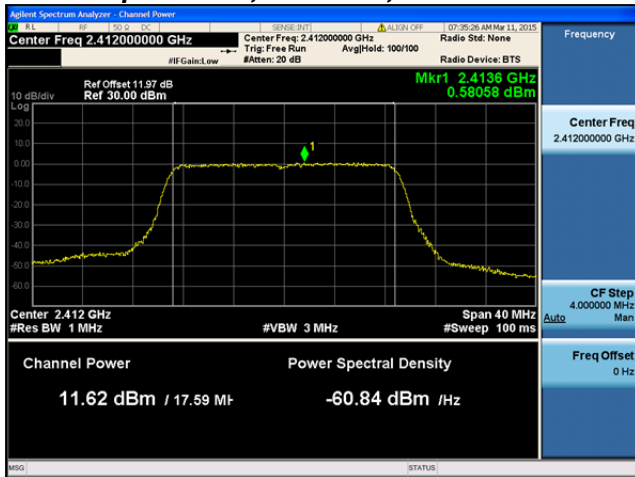 Agilent Spectrum Analyzer - Channel Power
RL RF 50 Ω DC SENSE:INT ALIGN OFF 07:35:26 AM Mar 11, 2015
Center Freq 2.412000000 GHz
Center Freq: 2.412000000 GHz Radio Std: None
Trig: Free Run Avg|Hold: 100/100
#IFGain:Low #Atten: 20 dB Radio Device: BTS
Frequency
Ref Offset 11.97 dB Mkr1 2.4136 GHz
10 dB/div Ref 30.00 dBm 0.58058 dBm
Log
20.0
10.0
0.00
-10.0
-20.0
-30.0
-40.0
-50.0
-60.0
1
Center 2.412 GHz Span 40 MHz
#Res BW 1 MHz #VBW 3 MHz #Sweep 100 ms
Channel Power Power Spectral Density
11.62 dBm / 17.59 MH -60.84 dBm /Hz
Center Freq
2.412000000 GHz
CF Step
4.000000 MHz
Auto Man
Freq Offset
0 Hz
MSG STATUS